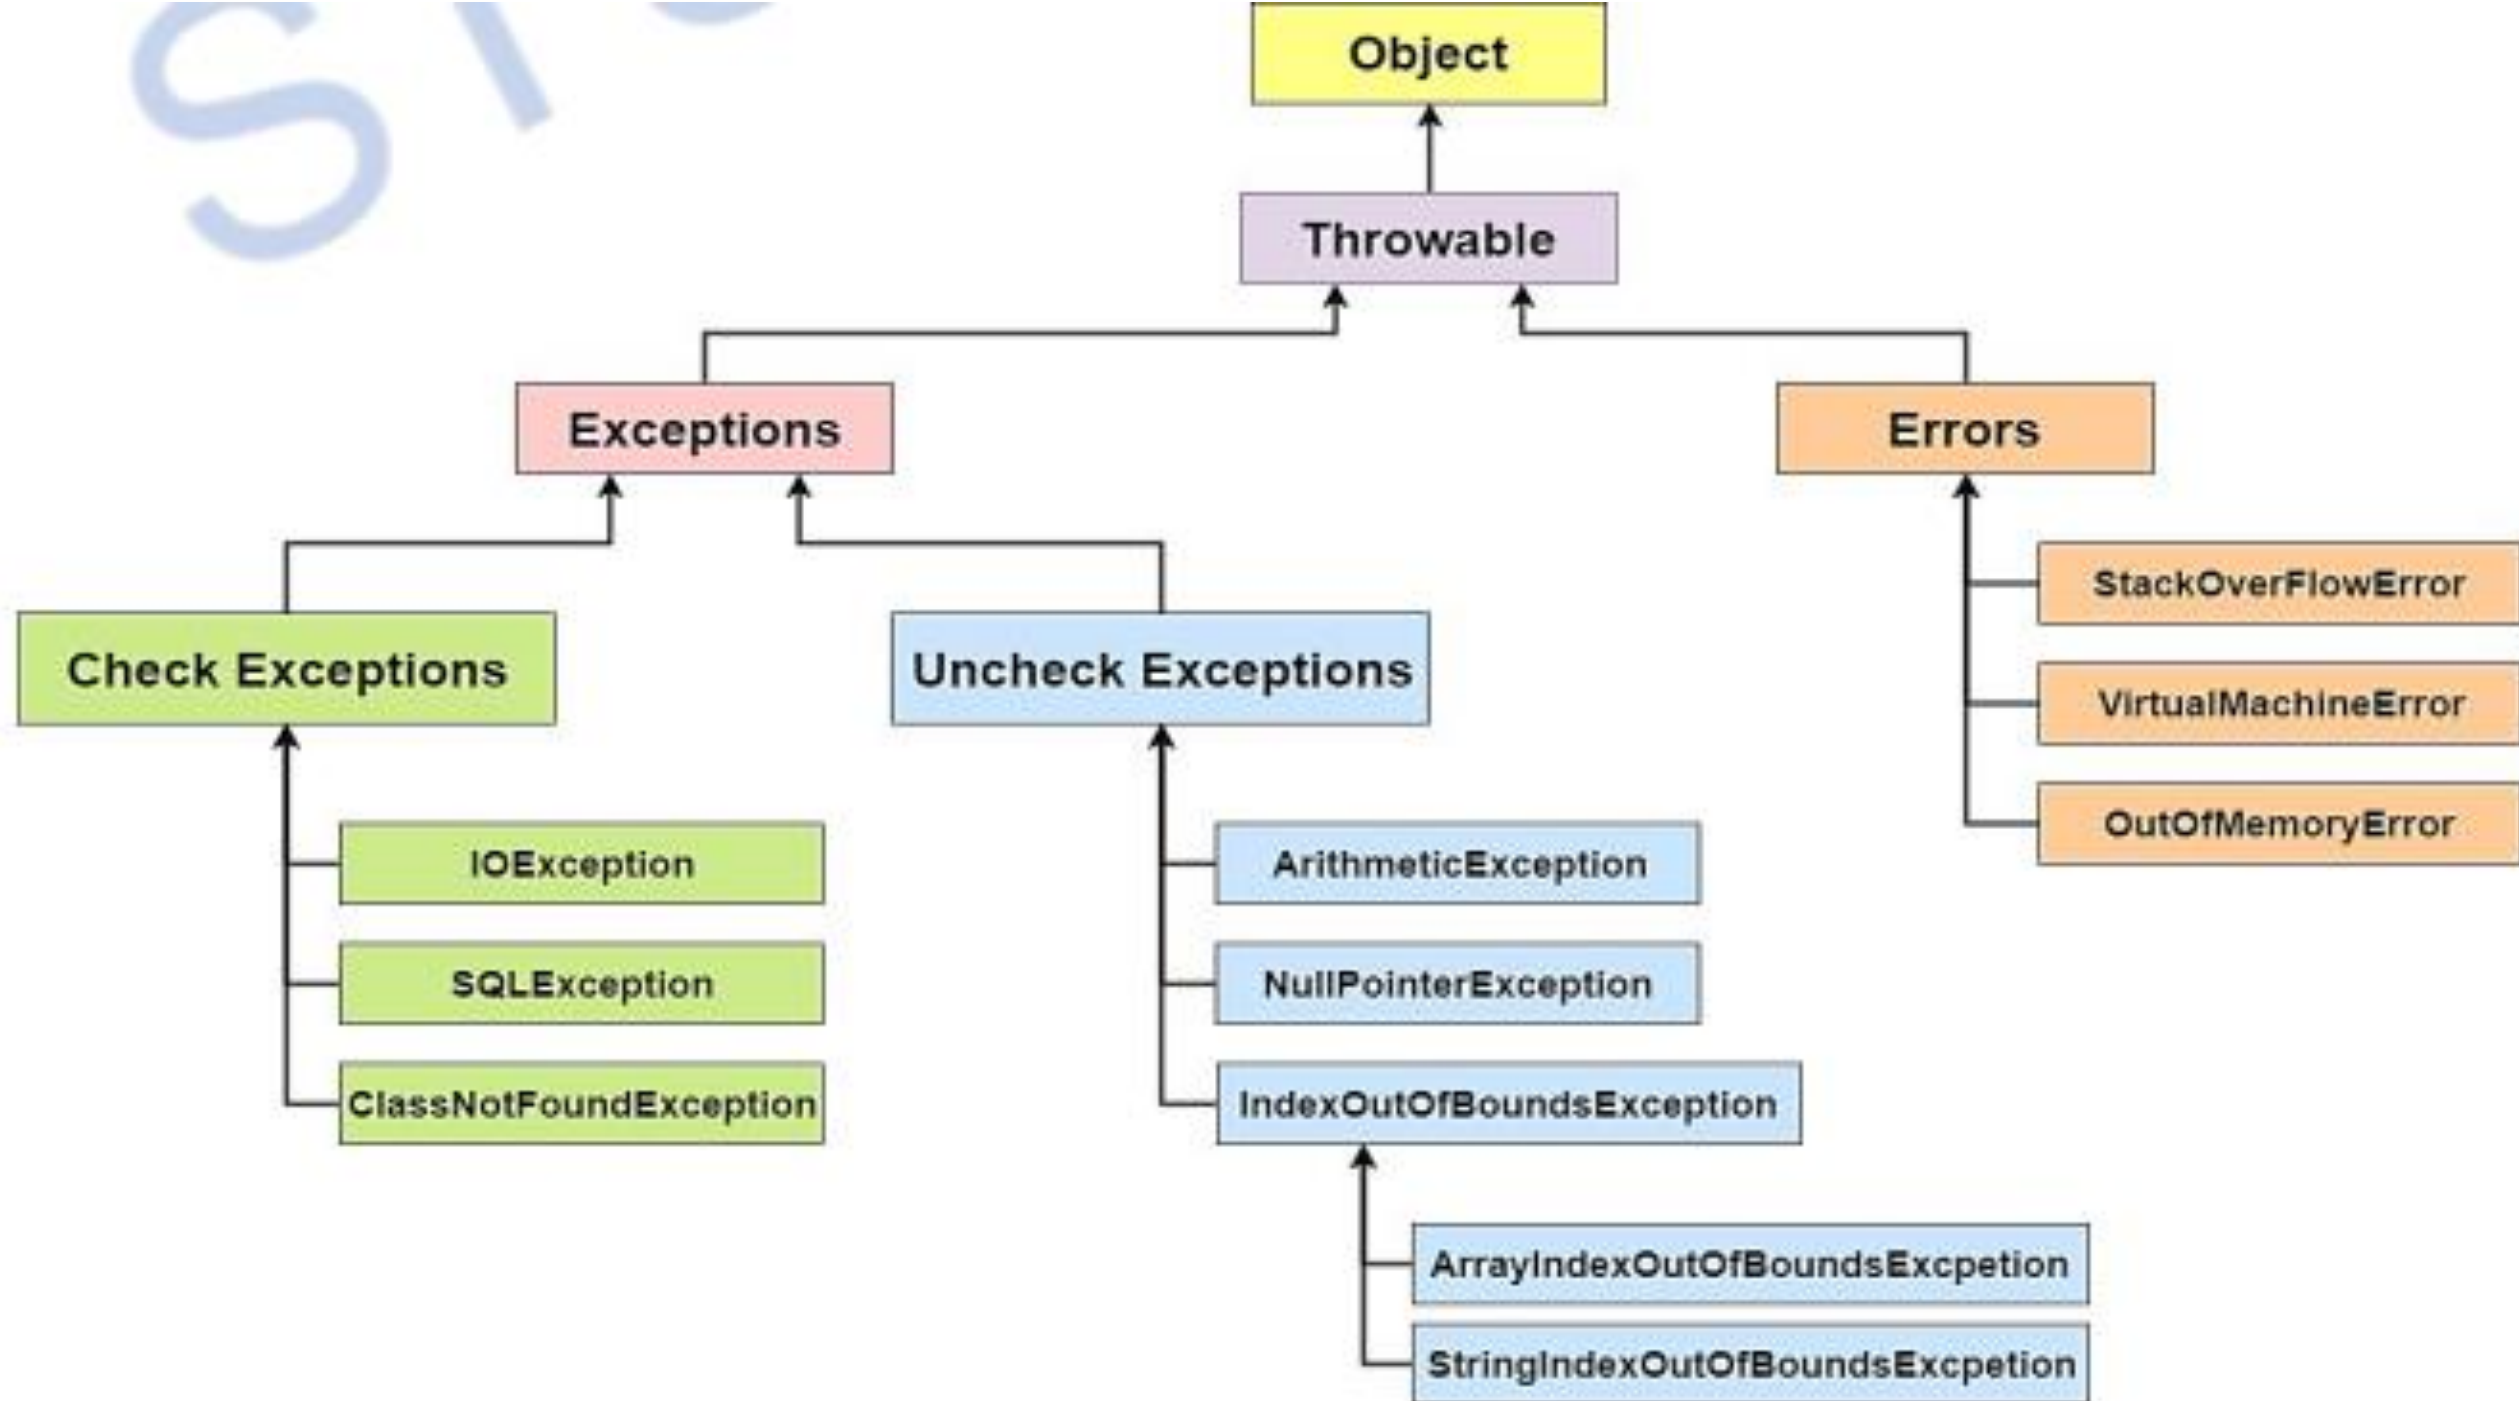 Object
Throwable
Exceptions
Errors
Check Exceptions
Uncheck Exceptions
StackOverFlowError
VirtualMachineError
OutOfMemoryError
IOException
SQLException
ClassNotFoundException
ArithmeticException
NullPointerException
IndexOutOfBoundsException
ArrayIndexOutOfBoundsExcpetion
StringIndexOutOfBoundsExcpetion